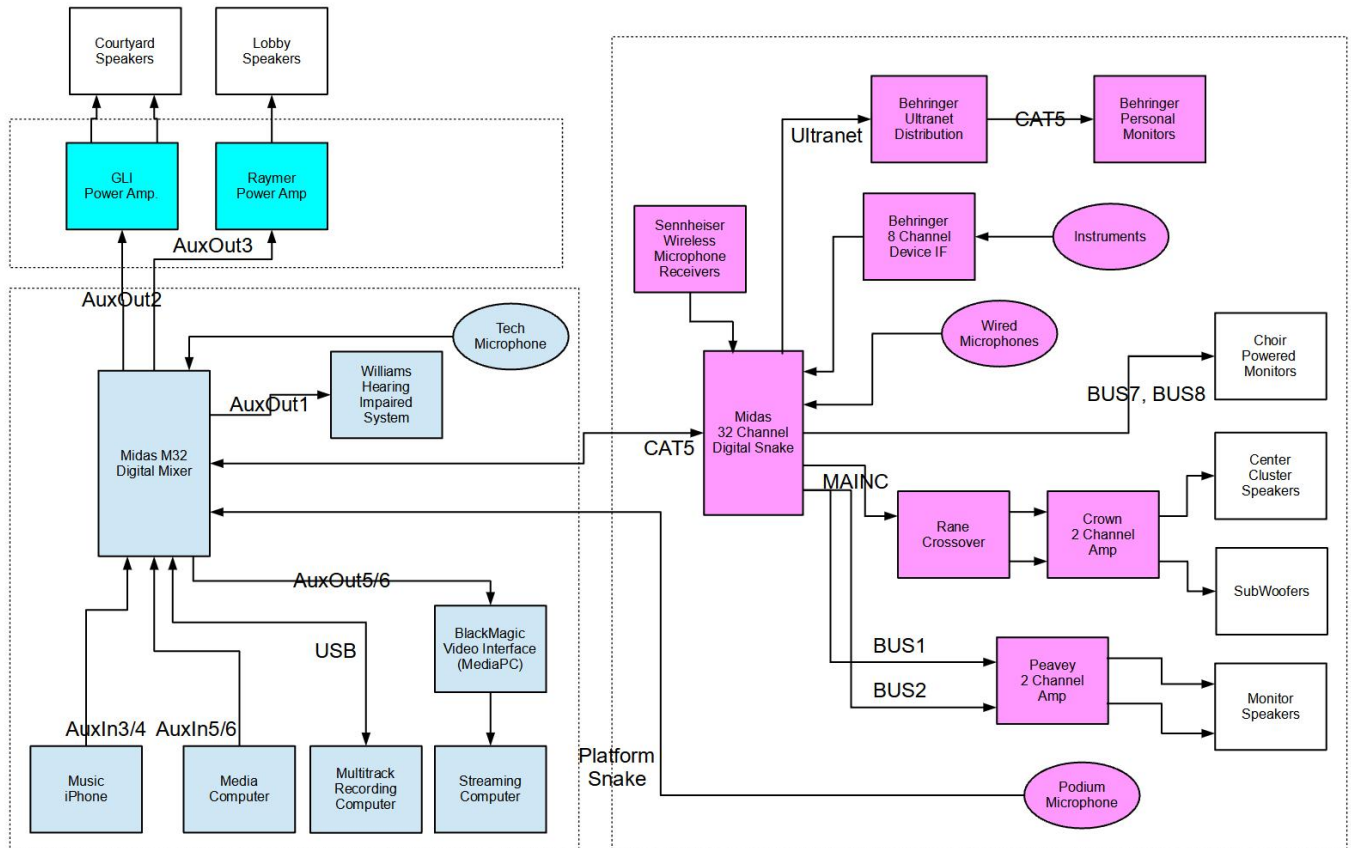 Courtyard
Speakers
Lobby
Speakers
GLI
Power Amp.
Raymer
Power Amp
AuxOut3
AuxOut2
Tech
Microphone
Williams
Hearing
Impaired
System
AuxOut1
Midas M32
Digital Mixer
AuxOut5/6
BlackMagic
Video Interface
(MediaPC)
USB
AuxIn3/4
AuxIn5/6
Music
iPhone
Media
Computer
Multitrack
Recording
Computer
Streaming
Computer
Behringer
Ultranet
Distribution
CAT5
Behringer
Personal
Monitors
Ultranet
Sennheiser
Wireless
Microphone
Receivers
Behringer
8 Channel
Device IF
Instruments
Wired
Microphones
Choir
Powered
Monitors
BUS7, BUS8
CAT5
Midas
32 Channel
Digital Snake
MAINC
Center
Cluster
Speakers
Rane
Crossover
Crown
2 Channel
Amp
SubWoofers
BUS1
BUS2
Peavey
2 Channel
Amp
Monitor
Speakers
Platform
Snake
Podium
Microphone